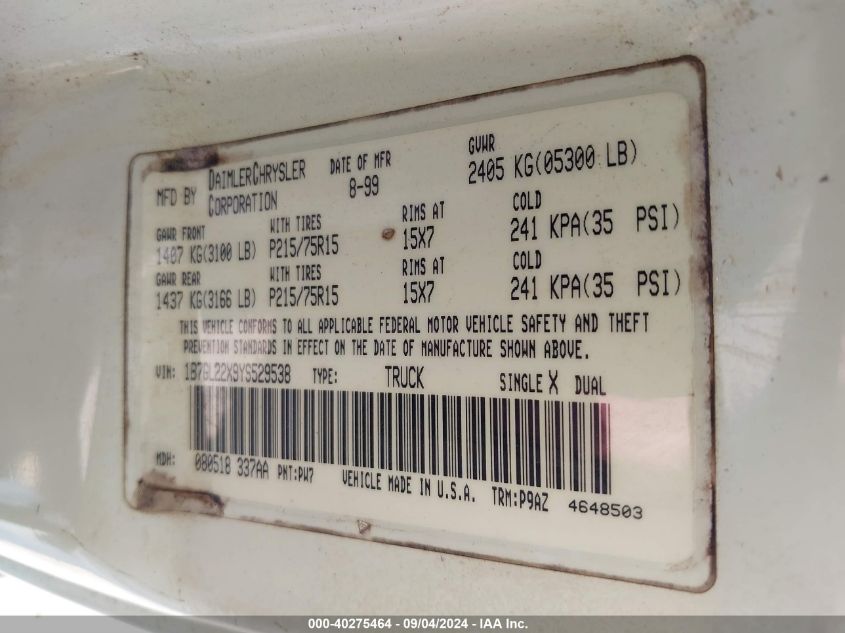 MFD BY DAIMLERCHRYSLER CORPORATION
DATE OF MFR 8-99
GVWR 2405 KG(05300 LB)
GAWR FRONT WITH TIRES RIMS AT COLD
1407 KG(3100 LB) P215/75R15 15X7 241 KPA(35 PSI)
GAWR REAR WITH TIRES RIMS AT COLD
1437 KG(3166 LB) P215/75R15 15X7 241 KPA(35 PSI)
THIS VEHICLE CONFORMS TO ALL APPLICABLE FEDERAL MOTOR VEHICLE SAFETY AND THEFT
PREVENTION STANDARDS IN EFFECT ON THE DATE OF MANUFACTURE SHOWN ABOVE.
VIN: 1B7GL22X9YS529538 TYPE: TRUCK SINGLE X DUAL
MDH: 080518 337AA PNT:PW7 VEHICLE MADE IN U.S.A. TRM:P9AZ 4648503
000-40275464 - 09/04/2024 - IAA Inc.